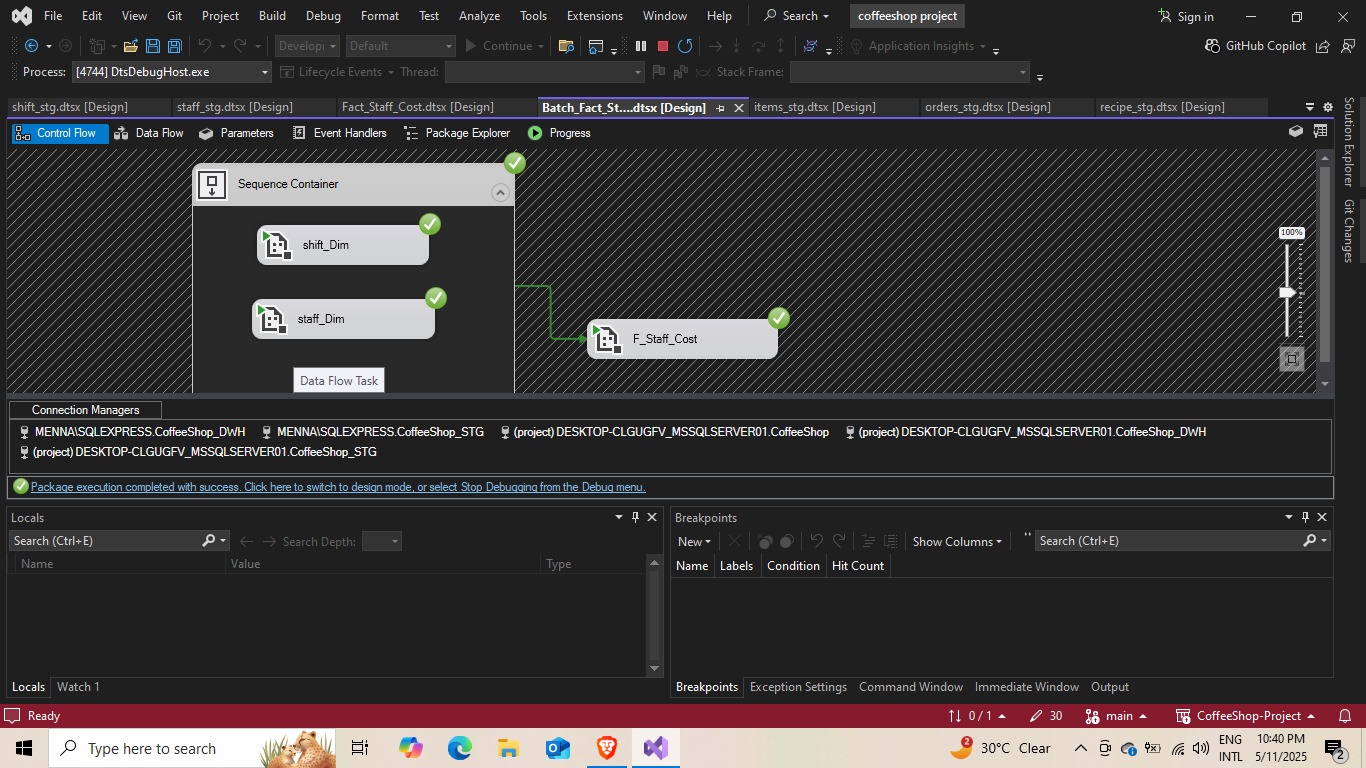 File Edit View Git Project Build Debug Format Test Analyze Tools Extensions Window Help Search coffeeshop project Sign in
Develop Default Continue Application Insights GitHub Copilot
Process: [4744] DtsDebugHost.exe Lifecycle Events Thread: Stack Frame:
shift_stg.dtsx [Design] staff_stg.dtsx [Design] Fact_Staff_Cost.dtsx [Design] Batch_Fact_St....dtsx [Design] items_stg.dtsx [Design] orders_stg.dtsx [Design] recipe_stg.dtsx [Design]
Control Flow Data Flow Parameters Event Handlers Package Explorer Progress
Solution Explorer
Git Changes
Sequence Container
shift_Dim
staff_Dim
F_Staff_Cost
Data Flow Task
100%
Connection Managers
MENNA\SQLEXPRESS.CoffeeShop_DWH MENNA\SQLEXPRESS.CoffeeShop_STG (project) DESKTOP-CLGUGFV_MSSQLSERVER01.CoffeeShop (project) DESKTOP-CLGUGFV_MSSQLSERVER01.CoffeeShop_DWH
(project) DESKTOP-CLGUGFV_MSSQLSERVER01.CoffeeShop_STG
Package execution completed with success. Click here to switch to design mode, or select Stop Debugging from the Debug menu.
Locals
Search (Ctrl+E) Search Depth:
Name Value Type
Locals Watch 1
Breakpoints
New Show Columns " Search (Ctrl+E)
Name Labels Condition Hit Count
Breakpoints Exception Settings Command Window Immediate Window Output
Ready 0 / 1 30 main CoffeeShop-Project
Type here to search 2 30°C Clear ENG INTL 10:40 PM 5/11/2025 2